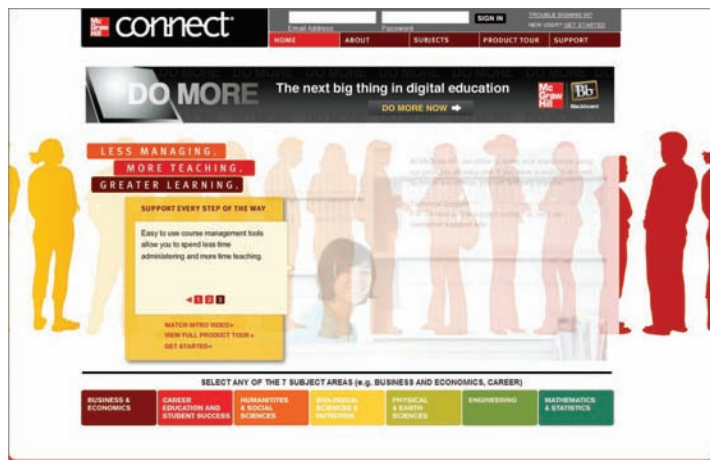 Mc
Graw
Hill
connect
Email Address
Password
SIGN IN
TROUBLE SIGNING IN?
NEW USER? GET STARTED
HOME
ABOUT
SUBJECTS
PRODUCT TOUR
SUPPORT
DO MORE
The next big thing in digital education
DO MORE NOW
Mc
Graw
Hill
Bb
Blackboard
LESS MANAGING.
MORE TEACHING.
GREATER LEARNING.
SUPPORT EVERY STEP OF THE WAY
Easy to use course management tools
allow you to spend less time
administering and more time teaching.
1 2 3
WATCH INTRO VIDEO
VIEW FULL PRODUCT TOUR
GET STARTED
SELECT ANY OF THE 7 SUBJECT AREAS (e.g. BUSINESS AND ECONOMICS, CAREER)
BUSINESS &
ECONOMICS
CAREER
EDUCATION AND
STUDENT SUCCESS
HUMANITITES
& SOCIAL
SCIENCES
BIOLOGICAL
SCIENCES &
NUTRITION
PHYSICAL
& EARTH
SCIENCES
ENGINEERING
MATHEMATICS
& STATISTICS